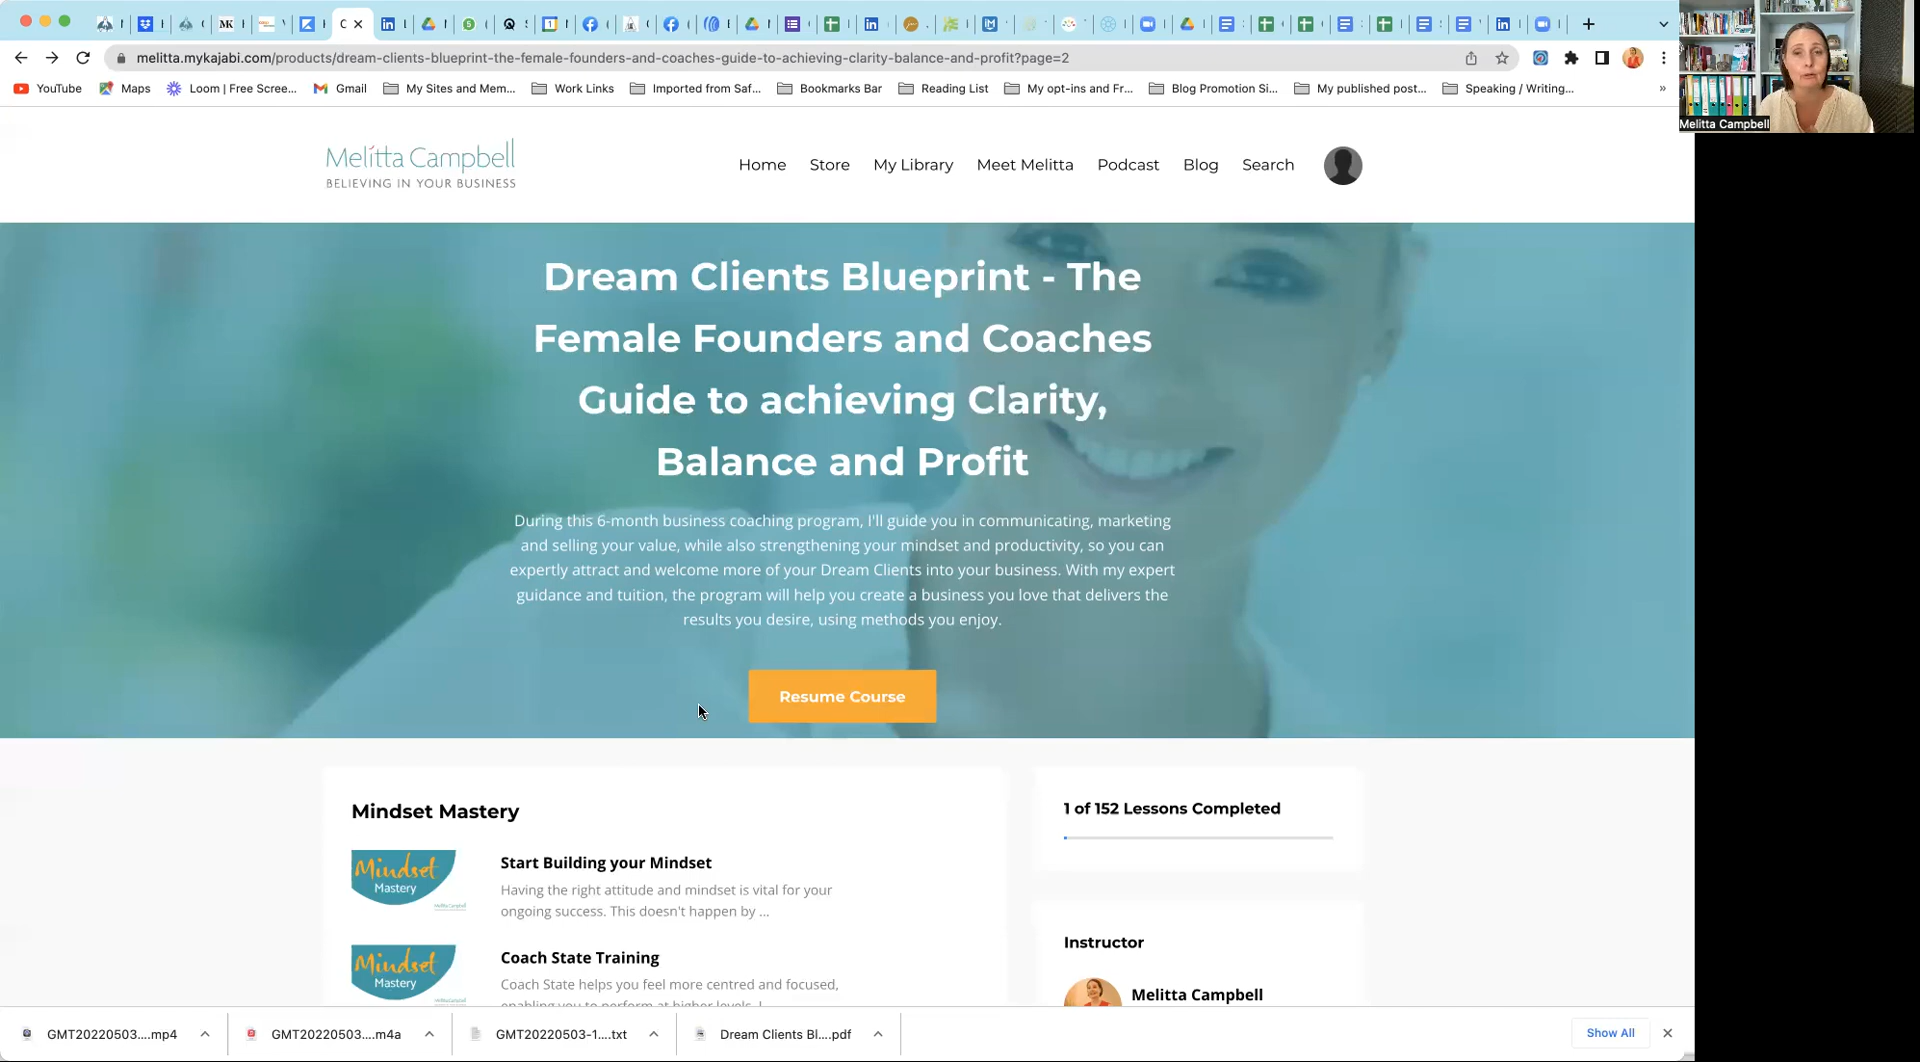 melitta.mykajabi.com/products/dream-clients-blueprint-the-female-founders-and-coaches-guide-to-achieving-clarity-balance-and-profit?page=2
YouTube Maps Loom | Free Scree... Gmail My Sites and Mem... Work Links Imported from Saf... Bookmarks Bar Reading List My opt-ins and Fr... Blog Promotion Si... My published post... Speaking / Writing... »
Melitta Campbell
Melitta Campbell
BELIEVING IN YOUR BUSINESS
Home Store My Library Meet Melitta Podcast Blog Search
Dream Clients Blueprint - The
Female Founders and Coaches
Guide to achieving Clarity,
Balance and Profit
During this 6-month business coaching program, I'll guide you in communicating, marketing
and selling your value, while also strengthening your mindset and productivity, so you can
expertly attract and welcome more of your Dream Clients into your business. With my expert
guidance and tuition, the program will help you create a business you love that delivers the
results you desire, using methods you enjoy.
Resume Course
Mindset Mastery
1 of 152 Lessons Completed
Mindset
Mastery
Start Building your Mindset
Having the right attitude and mindset is vital for your
ongoing success. This doesn't happen by ...
Instructor
Melitta Campbell
Mindset
Mastery
Coach State Training
Coach State helps you feel more centred and focused,
enabling you to perform at higher levels. I
GMT20220503....mp4 GMT20220503....m4a GMT20220503-1....txt Dream Clients Bl....pdf Show All